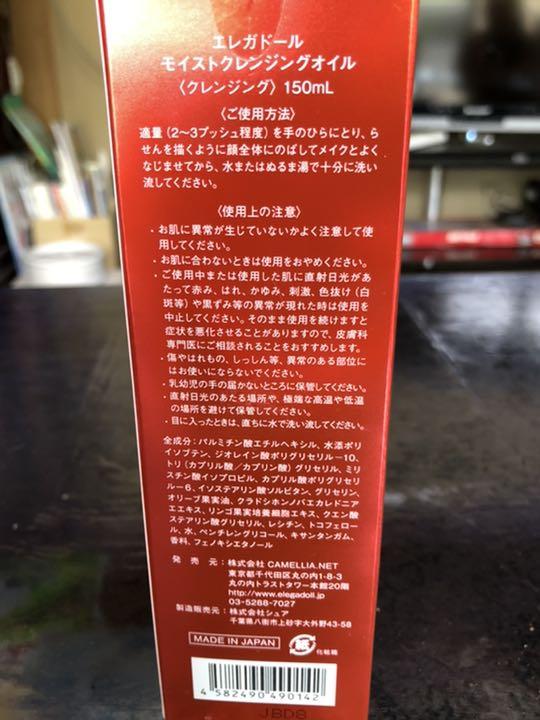 エレガドール
モイストクレンジングオイル
〈クレンジング〉 150mL
〈ご使用方法〉
適量(2〜3プッシュ程度)を手のひらにとり、ら
せんを描くように顔全体にのばしてメイクとよく
なじませてから、水またはぬるま湯で十分に洗い
流してください。
〈使用上の注意〉
・お肌に異常が生じていないかよく注意して使
用してください。
・お肌に合わないときは使用をおやめください。
・ご使用中または使用した肌に直射日光があ
たって赤み、はれ、かゆみ、刺激、色抜け(白
斑等)や黒ずみ等の異常が現れた時は使用を
中止してください。そのまま使用を続けますと
症状を悪化させることがありますので、皮膚科
専門医にご相談されることをおすすめします。
・傷やはれもの、しっしん等、異常のある部位に
はお使いにならないでください。
・乳幼児の手の届かないところに保管してください。
・直射日光のあたる場所や、極端な高温や低温
の場所を避けて保管してください。
・目に入ったときは、直ちに水で洗い流してください。
全成分:パルミチン酸エチルヘキシル、水添ポリ
イソブテン、ジオレイン酸ポリグリセリル-10、
トリ(カプリル酸/カプリン酸)グリセリル、ミリ
スチン酸イソプロピル、カプリル酸ポリグリセリ
ル-6、イソステアリン酸ソルビタン、グリセリン、
オリーブ果実油、クラドシホンノバエカレドニア
エエキス、リンゴ果実培養細胞エキス、クエン酸
ステアリン酸グリセリル、レシチン、トコフェロー
ル、水、ペンチレングリコール、キサンタンガム、
香料、フェノキシエタノール
発売元:株式会社 CAMELLIA.NET
東京都千代田区丸の内1-8-3
丸の内トラストタワー本館20階
http://www.elegadoll.com
03-5288-7027
製造販売元:株式会社シュア
千葉県八街市上砂字大外野43-58
MADE IN JAPAN
紙 化粧箱
4 582490 490142
JBDS